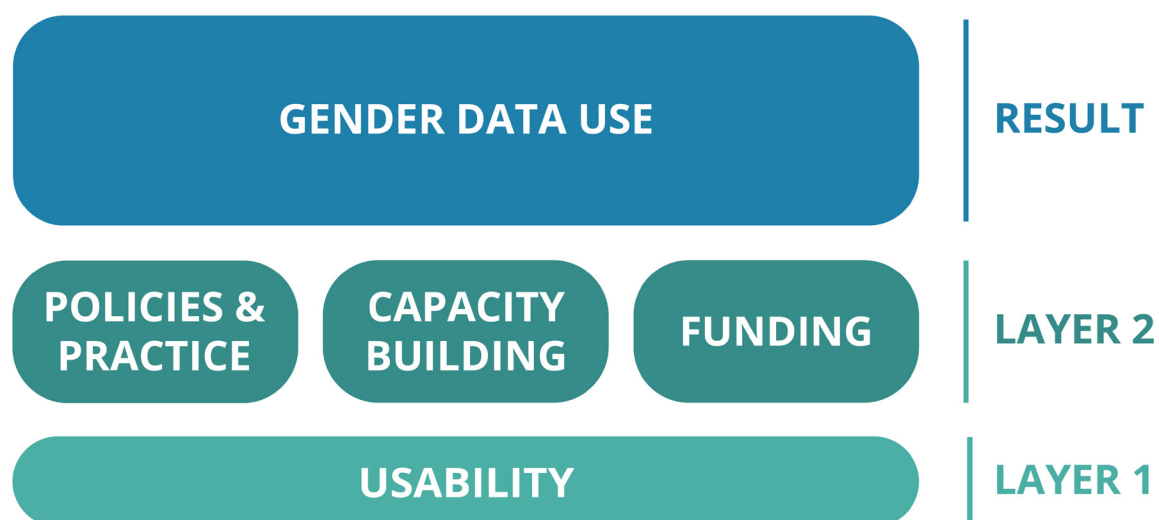 GENDER DATA USE
RESULT
POLICIES &
PRACTICE
CAPACITY
BUILDING
FUNDING
LAYER 2
USABILITY
LAYER 1